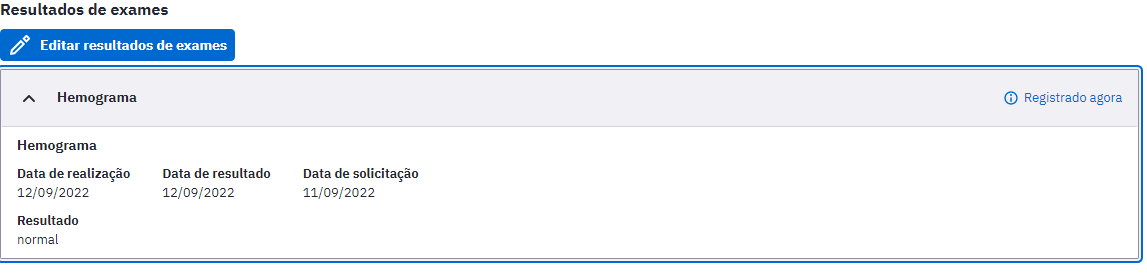 Resultados de exames
Editar resultados de exames
Hemograma Registrado agora
Hemograma
Data de realização Data de resultado Data de solicitação
12/09/2022 12/09/2022 11/09/2022
Resultado
normal